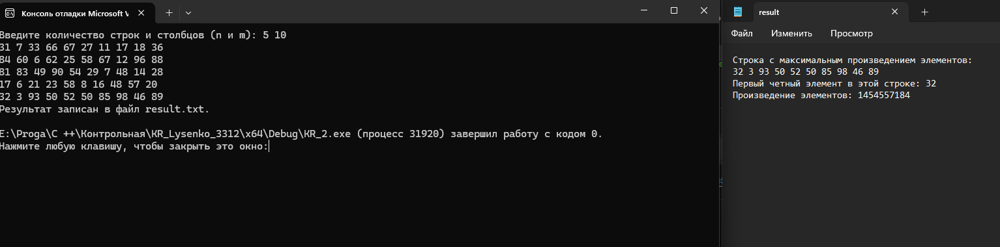 Консоль отладки Microsoft V
Введите количество строк и столбцов (n и m): 5 10
31 7 33 66 67 27 11 17 18 36
84 60 6 62 25 58 67 12 96 88
81 83 49 90 54 29 7 48 14 28
17 6 21 23 58 8 16 48 57 20
32 3 93 50 52 50 85 98 46 89
Результат записан в файл result.txt.
E:\Proga\C ++\Контрольная\KR_Lysenko_3312\x64\Debug\KR_2.exe (процесс 31920) завершил работу с кодом 0.
Нажмите любую клавишу, чтобы закрыть это окно:
result
Файл Изменить Просмотр
Строка с максимальным произведением элементов:
32 3 93 50 52 50 85 98 46 89
Первый четный элемент в этой строке: 32
Произведение элементов: 1454557184